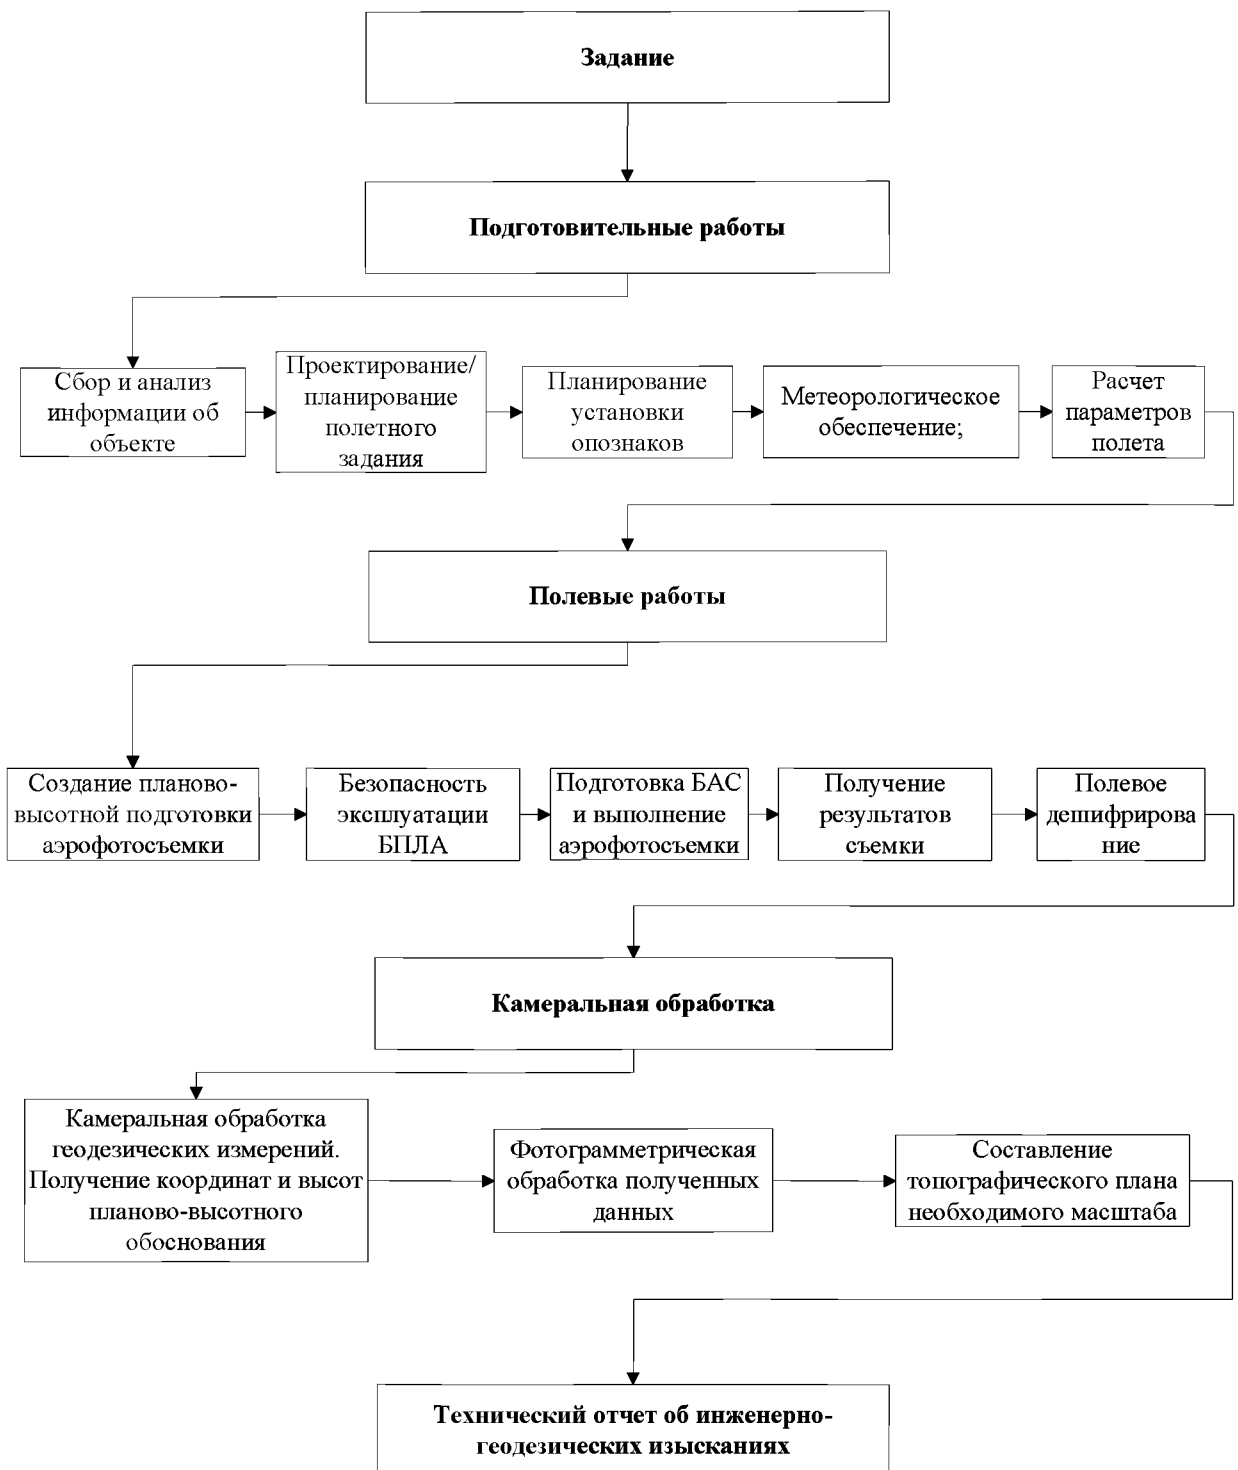 Задание
Подготовительные работы
Сбор и анализ
информации об
объекте
Проектирование/
планирование
полетного
задания
Планирование
установки
опознаков
Метеорологическое
обеспечение;
Расчет
параметров
полета
Полевые работы
Создание планово-
высотной подготовки
аэрофотосъемки
Безопасность
эксплуатации
БПЛА
Подготовка БАС
и выполнение
аэрофотосъемки
Получение
результатов
съемки
Полевое
дешифрирова
ние
Камеральная обработка
Камеральная обработка
геодезических измерений.
Получение координат и высот
планово-высотного
обоснования
Фотограмметрическая
обработка полученных
данных
Составление
топографического плана
необходимого масштаба
Технический отчет об инженерно-
геодезических изысканиях